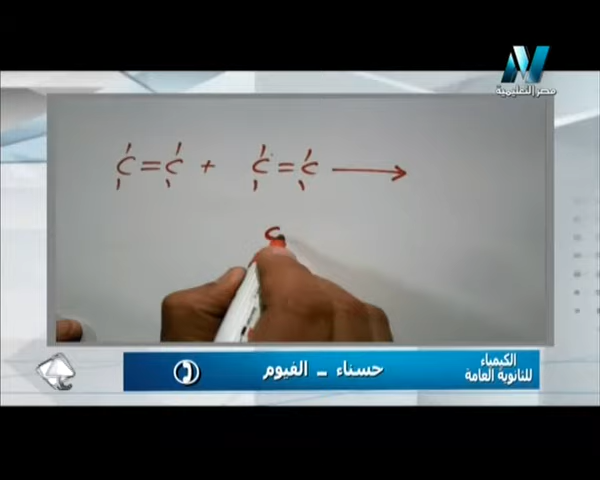 مصر التعليمية
C = C + C = C →
C
الكيمياء
للثانوية العامة
حسناء - الفيوم